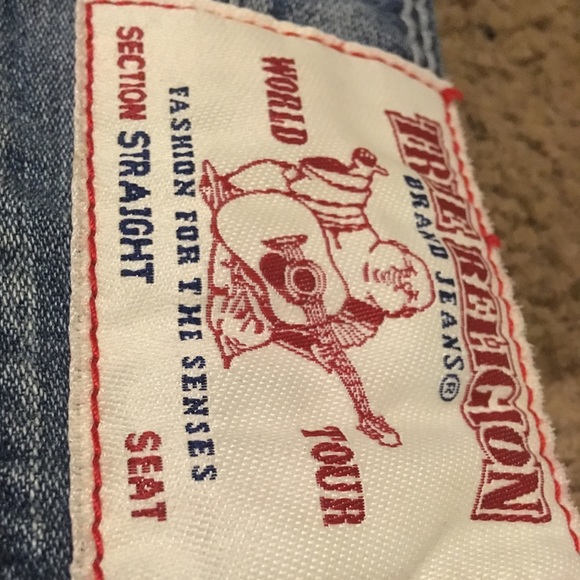 TRUE RELIGION
BRAND JEANS®
WORLD TOUR
FASHION FOR THE SENSES
SECTION STRAIGHT SEAT